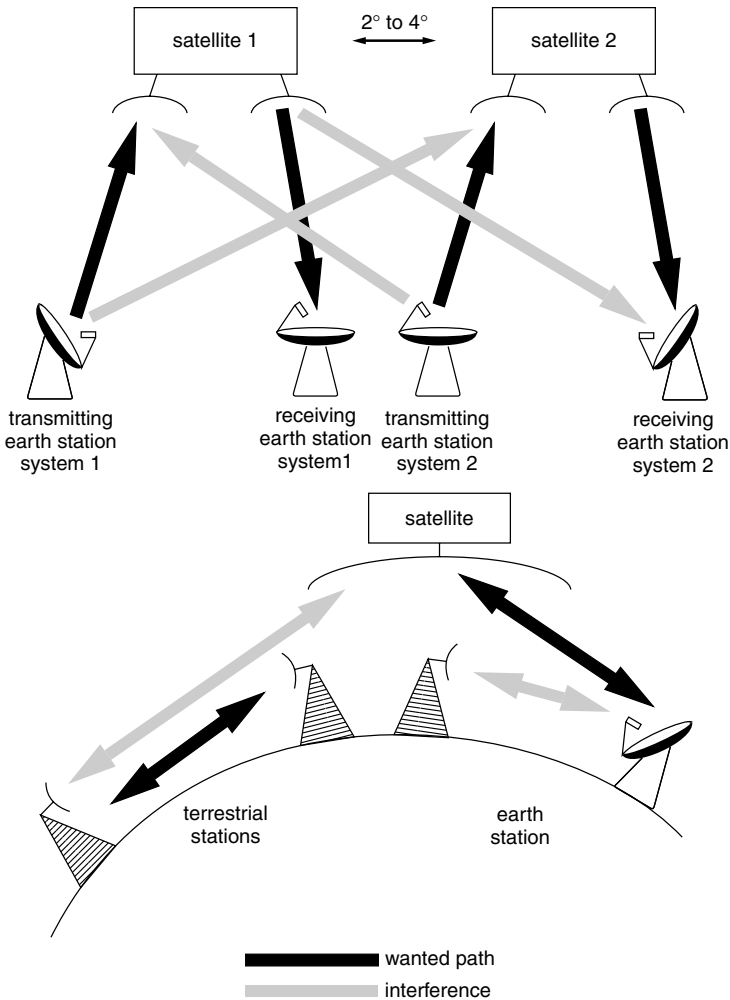 satellite 1
2° to 4°
satellite 2
transmitting
earth station
system 1
receiving
earth station
system1
transmitting
earth station
system 2
receiving
earth station
system 2
satellite
terrestrial
stations
earth
station
wanted path
interference